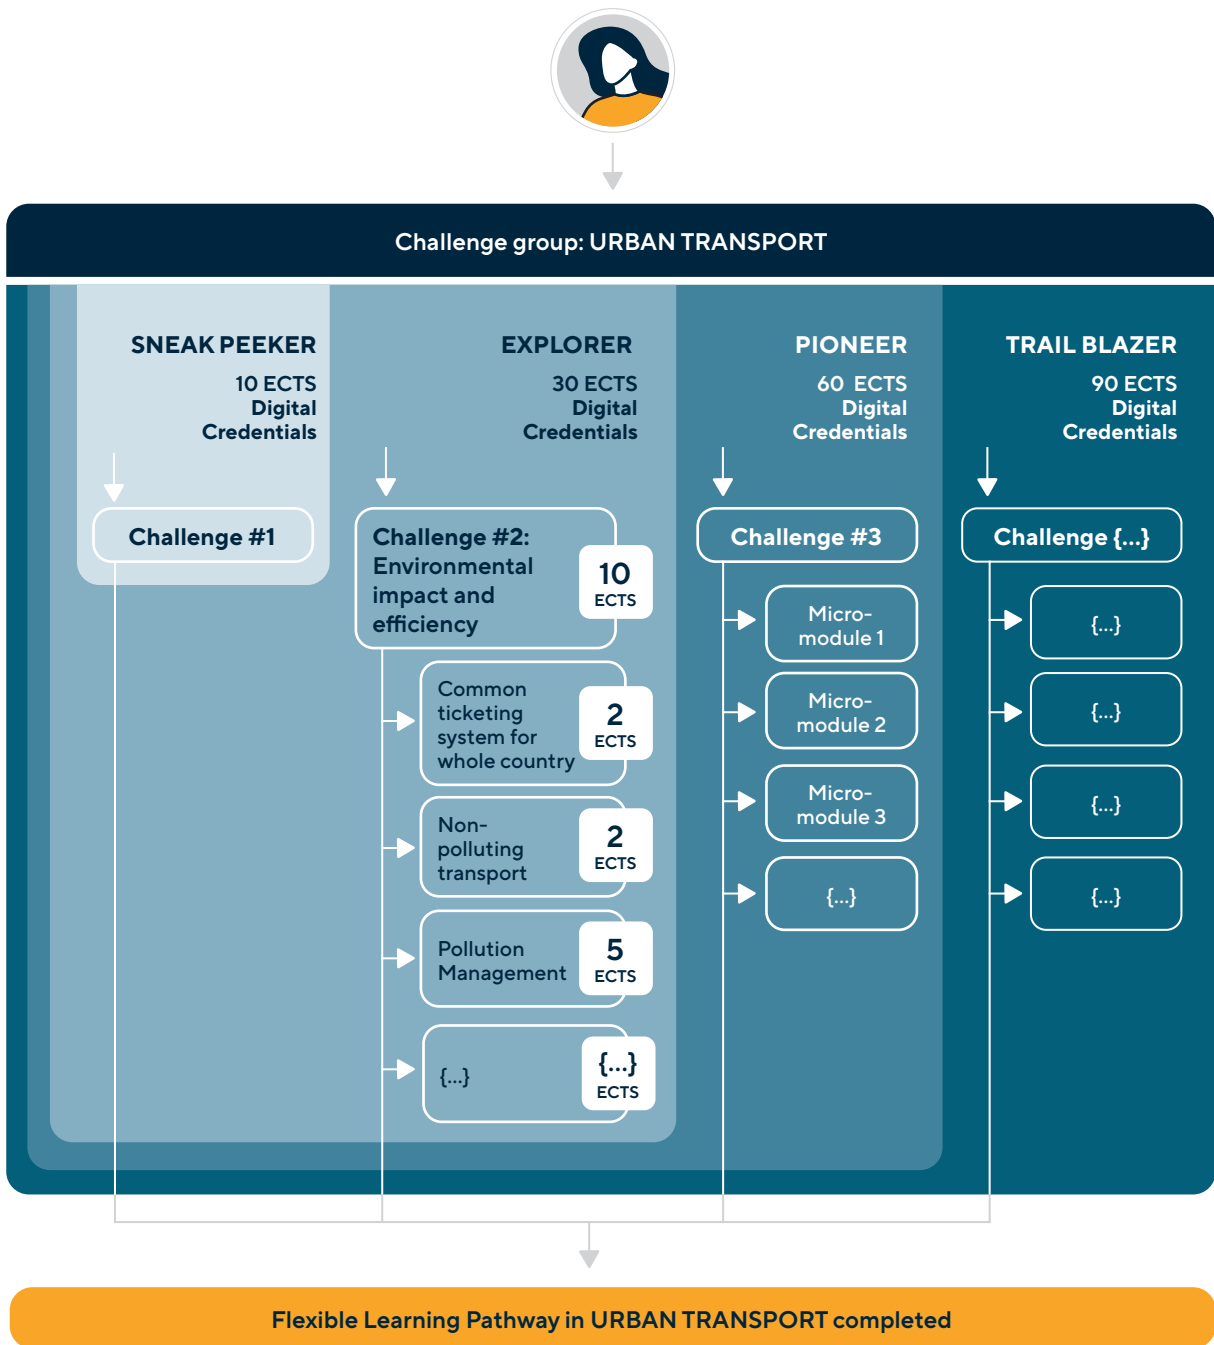 Challenge group: URBAN TRANSPORT
SNEAK PEEKER
10 ECTS
Digital
Credentials
Challenge #1
EXPLORER
30 ECTS
Digital
Credentials
Challenge #2:
Environmental
impact and
efficiency
10
ECTS
Common
ticketing
system for
whole country
2
ECTS
Non-
polluting
transport
2
ECTS
Pollution
Management
5
ECTS
{...}
{...}
ECTS
PIONEER
60 ECTS
Digital
Credentials
Challenge #3
Micro-
module 1
Micro-
module 2
Micro-
module 3
{...}
TRAIL BLAZER
90 ECTS
Digital
Credentials
Challenge {...}
{...}
{...}
{...}
{...}
Flexible Learning Pathway in URBAN TRANSPORT completed